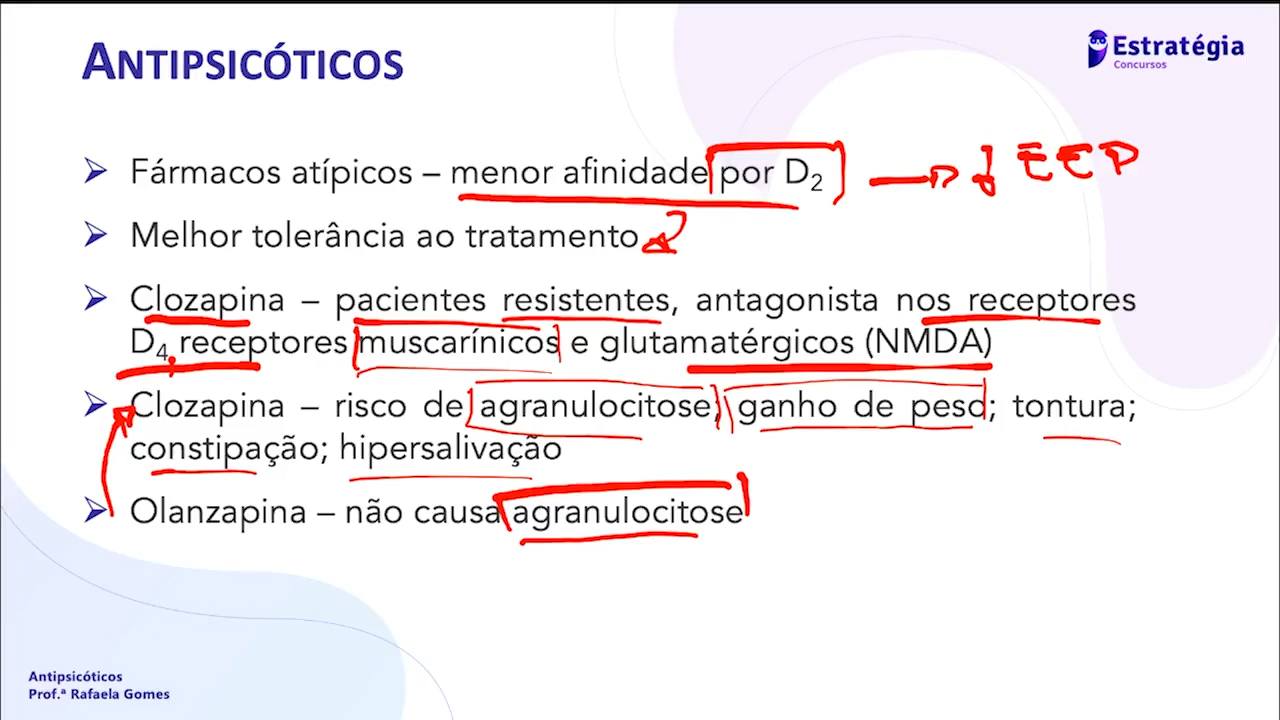 ANTIPSICÓTICOS
Estratégia
Concursos
Fármacos atípicos – menor afinidade por D2 ↓ EEP
Melhor tolerância ao tratamento
Clozapina – pacientes resistentes, antagonista nos receptores
D4, receptores muscarínicos e glutamatérgicos (NMDA)
Clozapina – risco de agranulocitose; ganho de peso; tontura;
constipação; hipersalivação
Olanzapina – não causa agranulocitose
Antipsicóticos
Prof.ª Rafaela Gomes